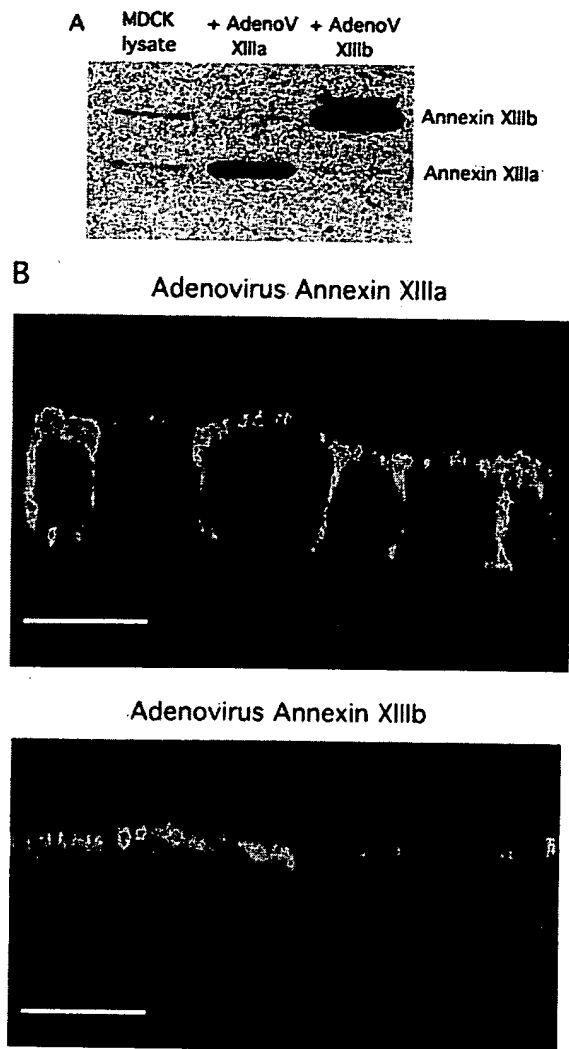 A
MDCK lysate
+ AdenoV XIIIa
+ AdenoV XIIIb
Annexin XIIIb
Annexin XIIIa
B
Adenovirus Annexin XIIIa
Adenovirus Annexin XIIIb